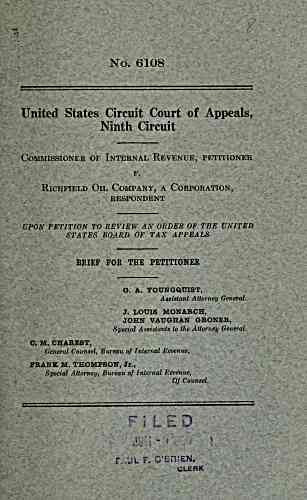 No. 6108
United States Circuit Court of Appeals,
Ninth Circuit
Commissioner of Internal Revenue, petitioner
v.
Richfield Oil Company, a Corporation,
respondent
UPON PETITION TO REVIEW AN ORDER OF THE UNITED
STATES BOARD OF TAX APPEALS
BRIEF FOR THE PETITIONER
G. A. YOUNGQUIST,
Assistant Attorney General.
J. LOUIS MONARCH,
JOHN VAUGHAN GRONER,
Special Assistants to the Attorney General.
C. M. CHAREST,
General Counsel, Bureau of Internal Revenue,
FRANK M. THOMPSON, Jr.,
Special Attorney, Bureau of Internal Revenue,
Of Counsel.
FILED
PAUL P. O'BRIEN,
CLERK